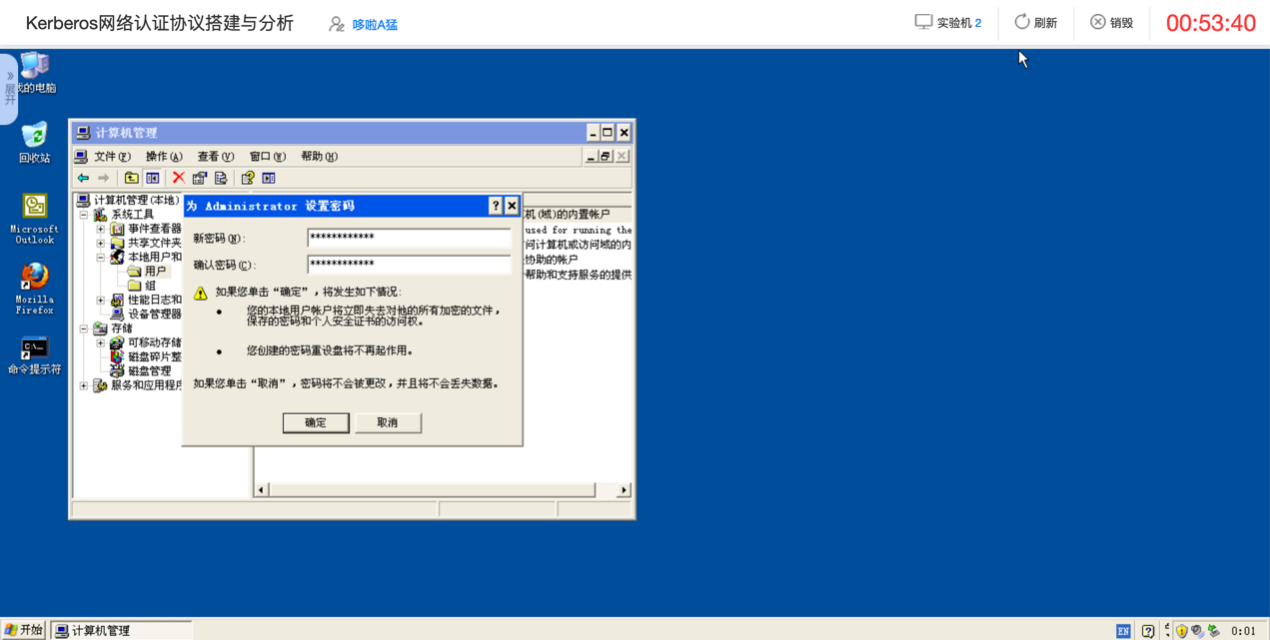 Kerberos网络认证协议搭建与分析
哆啦A猛
实验机 2
刷新
销毁
00:53:40
»
展开
我的电脑
回收站
Microsoft
Outlook
Mozilla
Firefox
命令提示符
计算机管理
文件(F) 操作(A) 查看(V) 窗口(W) 帮助(H)
计算机管理(本地)
系统工具
事件查看器
共享文件夹
本地用户和
用户
组
性能日志和
设备管理器
存储
可移动存储
磁盘碎片整
磁盘管理
服务和应用程序
机(域)的内置帐户
used for running the
问计算机或访问域的内
协助的帐户
帮助和支持服务的提供
为 Administrator 设置密码
新密码(N): ************
确认密码(C): ************
如果您单击“确定”，将发生如下情况:
• 您的本地用户帐户将立即失去对他的所有加密的文件，
保存的密码和个人安全证书的访问权。
• 您创建的密码重设盘将不再起作用。
如果您单击“取消”，密码将不会被更改，并且将不会丢失数据。
确定
取消
开始
计算机管理
EN
0:01